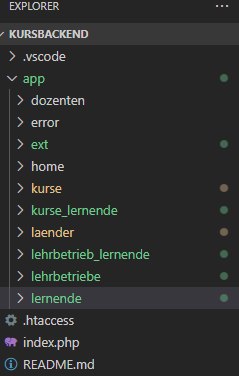 EXPLORER
KURSBACKEND
.vscode
app
dozenten
error
ext
home
kurse
kurse_lernende
laender
lehrbetrieb_lernende
lehrbetriebe
lernende
.htaccess
index.php
README.md